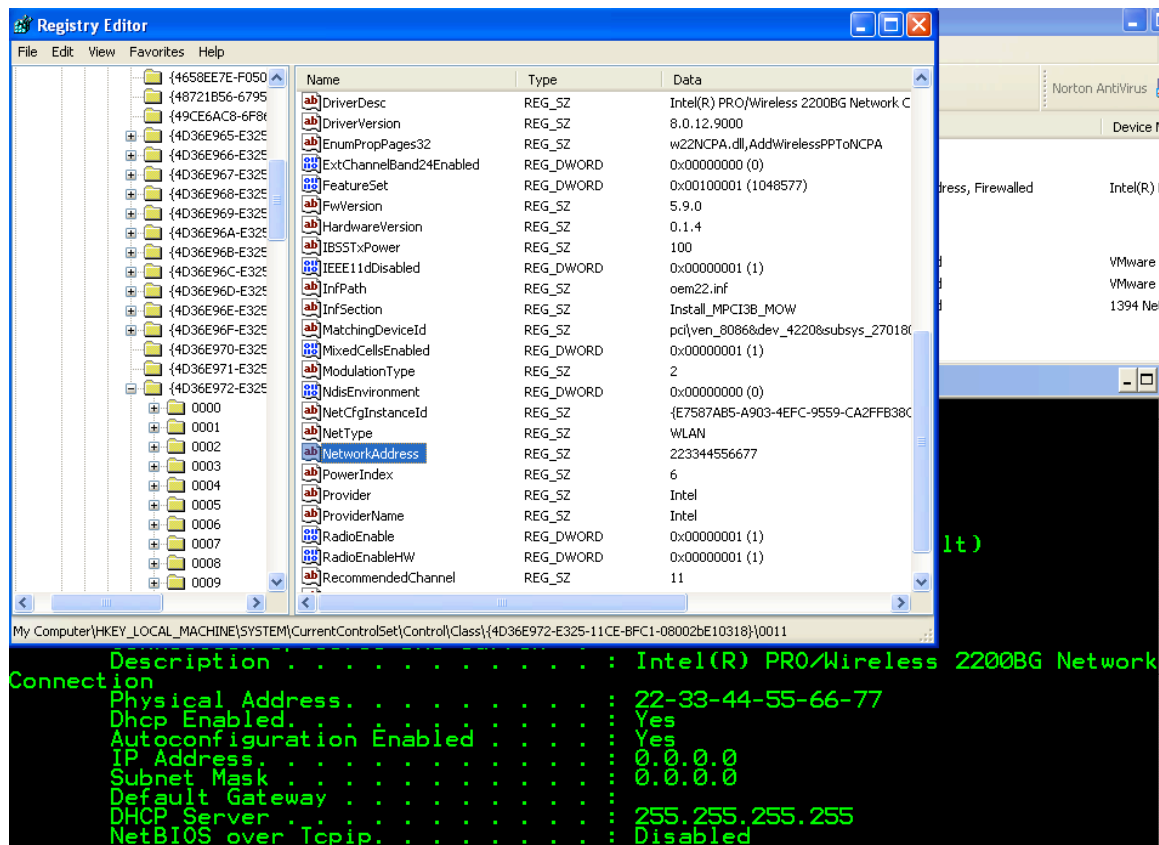 Registry Editor
File Edit View Favorites Help
{4658EE7E-F050
{48721B56-6795
{49CE6AC8-6F86
{4D36E965-E325
{4D36E966-E325
{4D36E967-E325
{4D36E968-E325
{4D36E969-E325
{4D36E96A-E325
{4D36E96B-E325
{4D36E96C-E325
{4D36E96D-E325
{4D36E96E-E325
{4D36E96F-E325
{4D36E970-E325
{4D36E971-E325
{4D36E972-E325
0000
0001
0002
0003
0004
0005
0006
0007
0008
0009
Name Type Data
DriverDesc REG_SZ Intel(R) PRO/Wireless 2200BG Network C
DriverVersion REG_SZ 8.0.12.9000
EnumPropPages32 REG_SZ w22NCPA.dll,AddWirelessPPToNCPA
ExtChannelBand24Enabled REG_DWORD 0x00000000 (0)
FeatureSet REG_DWORD 0x00100001 (1048577)
FwVersion REG_SZ 5.9.0
HardwareVersion REG_SZ 0.1.4
IBSSTxPower REG_SZ 100
IEEE11dDisabled REG_DWORD 0x00000001 (1)
InfPath REG_SZ oem22.inf
InfSection REG_SZ Install_MPCI3B_MOW
MatchingDeviceId REG_SZ pci\ven_8086&dev_4220&subsys_270180
MixedCellsEnabled REG_DWORD 0x00000001 (1)
ModulationType REG_SZ 2
NdisEnvironment REG_DWORD 0x00000000 (0)
NetCfgInstanceId REG_SZ {E7587AB5-A903-4EFC-9559-CA2FFB38C
NetType REG_SZ WLAN
NetworkAddress REG_SZ 223344556677
PowerIndex REG_SZ 6
Provider REG_SZ Intel
ProviderName REG_SZ Intel
RadioEnable REG_DWORD 0x00000001 (1)
RadioEnableHW REG_DWORD 0x00000001 (1)
RecommendedChannel REG_SZ 11
My Computer\HKEY_LOCAL_MACHINE\SYSTEM\CurrentControlSet\Control\Class\{4D36E972-E325-11CE-BFC1-08002bE10318}\0011
Norton AntiVirus
Device
dress, Firewalled Intel(R)
VMware
VMware
1394 Ne
lt)
Description . . . . . . . . . . . : Intel(R) PRO/Wireless 2200BG Network
Connection
Physical Address. . . . . . . . . : 22-33-44-55-66-77
Dhcp Enabled. . . . . . . . . . . : Yes
Autoconfiguration Enabled . . . . : Yes
IP Address. . . . . . . . . . . . : 0.0.0.0
Subnet Mask . . . . . . . . . . . : 0.0.0.0
Default Gateway . . . . . . . . . :
DHCP Server . . . . . . . . . . . : 255.255.255.255
NetBIOS over Tcpip. . . . . . . . : Disabled